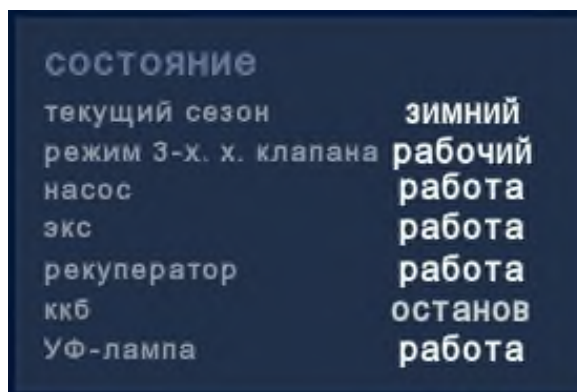 состояние
текущий сезон зимний
режим 3-х. х. клапана рабочий
насос работа
экс работа
рекуператор работа
ккб останов
УФ-лампа работа